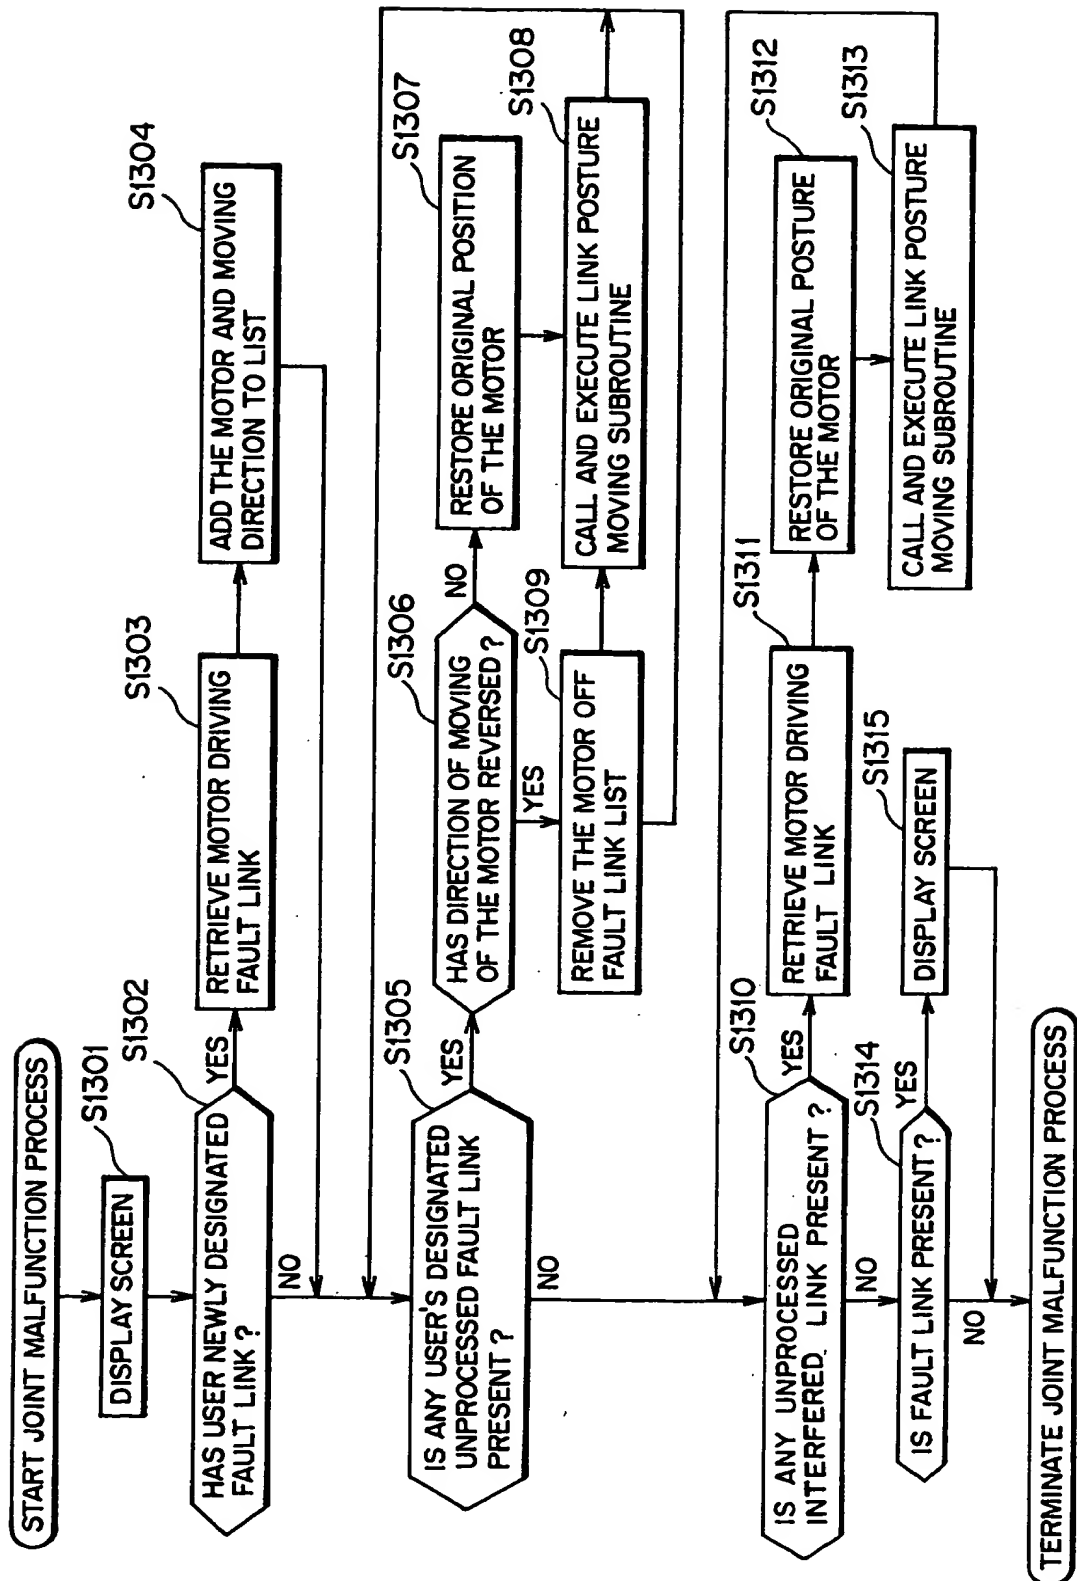 START JOINT MALFUNCTION PROCESS
S1301
DISPLAY SCREEN
S1302
HAS USER NEWLY DESIGNATED
FAULT LINK ?
YES
NO
S1303
RETRIEVE MOTOR DRIVING
FAULT LINK
S1304
ADD THE MOTOR AND MOVING
DIRECTION TO LIST
S1305
IS ANY USER'S DESIGNATED
UNPROCESSED FAULT LINK
PRESENT ?
YES
NO
S1306
HAS DIRECTION OF MOVING
OF THE MOTOR REVERSED ?
NO
YES
S1307
RESTORE ORIGINAL POSITION
OF THE MOTOR
S1309
REMOVE THE MOTOR OFF
FAULT LINK LIST
S1308
CALL AND EXECUTE LINK POSTURE
MOVING SUBROUTINE
S1310
IS ANY UNPROCESSED
INTERFERED. LINK PRESENT ?
YES
NO
S1311
RETRIEVE MOTOR DRIVING
FAULT LINK
S1312
RESTORE ORIGINAL POSTURE
OF THE MOTOR
S1313
CALL AND EXECUTE LINK POSTURE
MOVING SUBROUTINE
S1314
IS FAULT LINK PRESENT ?
YES
NO
S1315
DISPLAY SCREEN
TERMINATE JOINT MALFUNCTION PROCESS